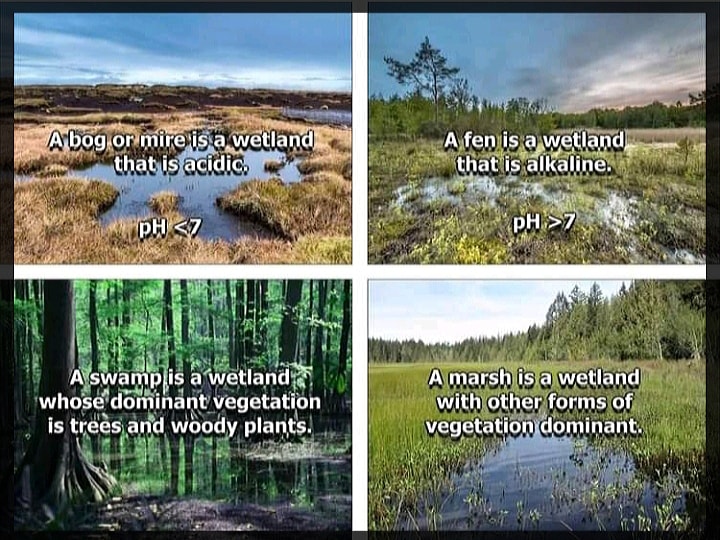 A bog or mire is a wetland
that is acidic.
pH <7
A fen is a wetland
that is alkaline.
pH >7
A swamp is a wetland
whose dominant vegetation
is trees and woody plants.
A marsh is a wetland
with other forms of
vegetation dominant.